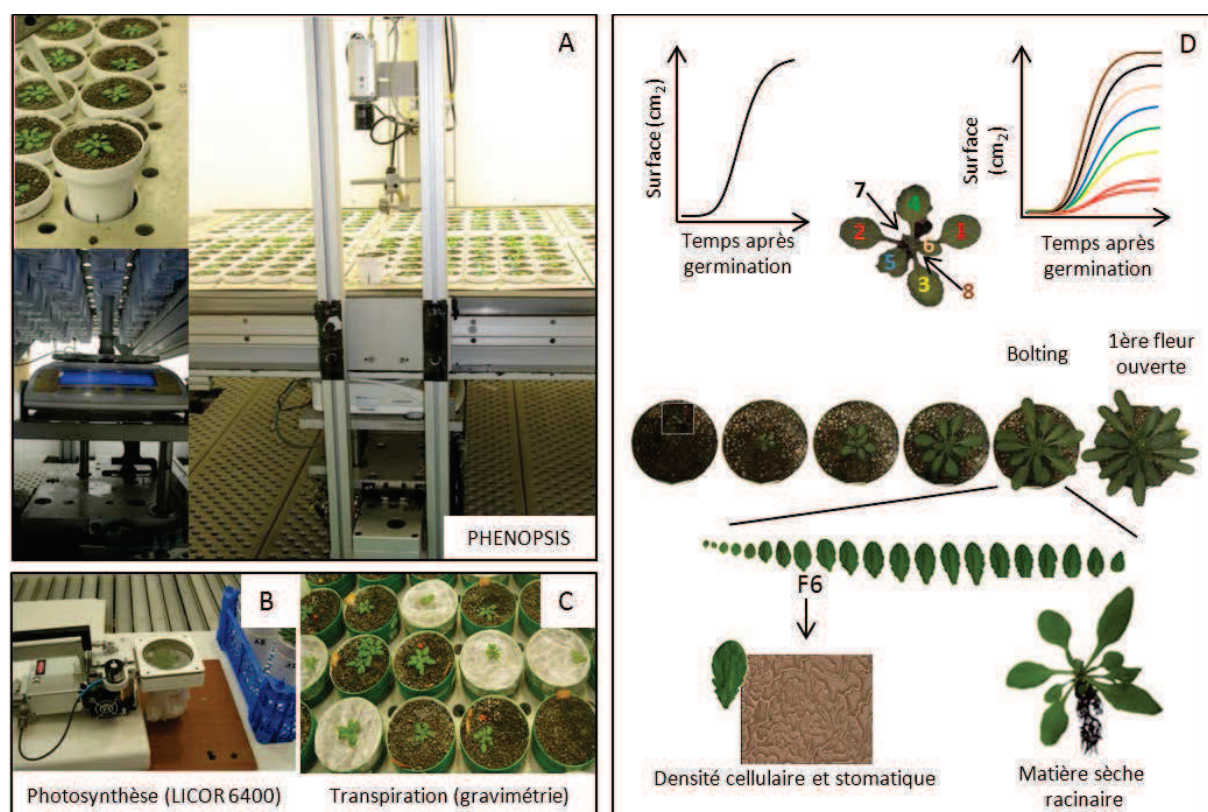 A
PHENOPSIS
B
Photosynthèse (LICOR 6400)
C
Transpiration (gravimétrie)
D
Surface (cm2)
Temps après
germination
7
4
2
1
6
5
3
8
Surface
(cm2)
Temps après
germination
Bolting
1ère fleur
ouverte
F6
Densité cellulaire et stomatique
Matière sèche
racinaire